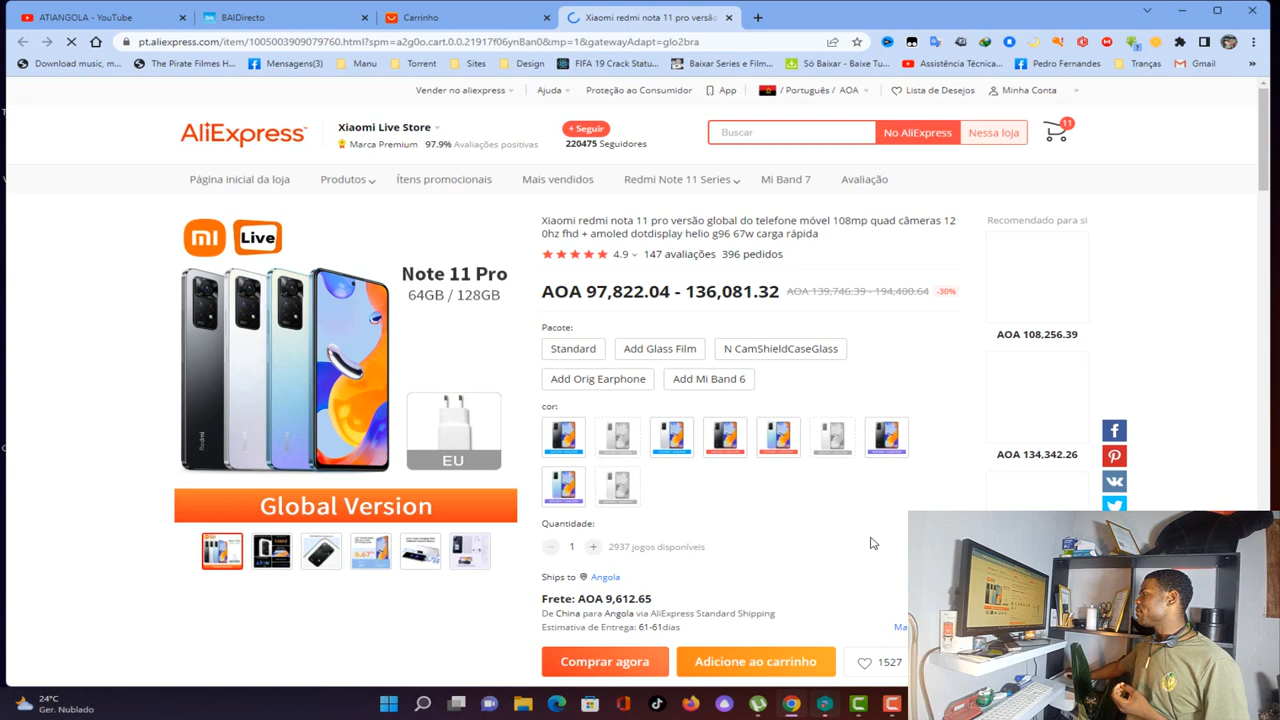 ATIANGOLA - YouTube
BAIDirecto
Carrinho
Xiaomi redmi nota 11 pro versão
pt.aliexpress.com/item/1005003909079760.html?spm=a2g0o.cart.0.0.21917f06ynBan0&mp=1&gatewayAdapt=glo2bra
Download music, m...
The Pirate Filmes H...
Mensagens(3)
Manu
Torrent
Sites
Design
FIFA 19 Crack Statu...
Baixar Series e Film...
Só Baixar - Baixe Tu...
Assistência Técnica...
Pedro Fernandes
Tranças
Gmail
Vender no aliexpress
Ajuda
Proteção ao Consumidor
App
/ Português / AOA
Lista de Desejos
Minha Conta
AliExpress
Xiaomi Live Store
Marca Premium 97.9% Avaliações positivas
+ Seguir
220475 Seguidores
Buscar
No AliExpress
Nessa loja
11
Página inicial da loja
Produtos
Ítens promocionais
Mais vendidos
Redmi Note 11 Series
Mi Band 7
Avaliação
mi Live
Note 11 Pro
64GB / 128GB
Redmi
EU
Global Version
Xiaomi redmi nota 11 pro versão global do telefone móvel 108mp quad câmeras 12
0hz fhd + amoled dotdisplay helio g96 67w carga rápida
4.9 147 avaliações 396 pedidos
AOA 97,822.04 - 136,081.32 AOA 139,746.39 - 194,400.64 -30%
Pacote:
Standard
Add Glass Film
N CamShieldCaseGlass
Add Orig Earphone
Add Mi Band 6
cor:
Quantidade:
1
2937 jogos disponíveis
Ships to Angola
Frete: AOA 9,612.65
De China para Angola via AliExpress Standard Shipping
Estimativa de Entrega: 61-61dias
Ma
Comprar agora
Adicione ao carrinho
1527
Recomendado para si
AOA 108,256.39
AOA 134,342.26
24°C
Ger. Nublado